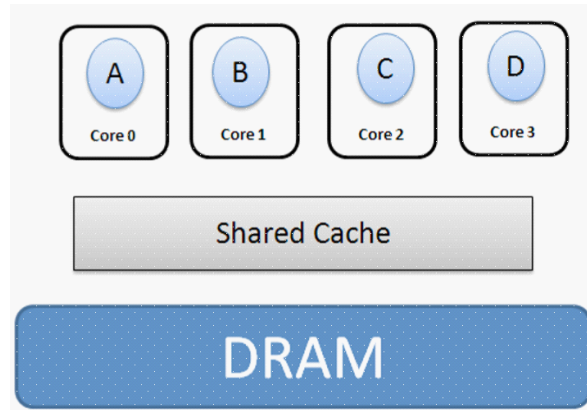 A
B
C
D
Core 0
Core 1
Core 2
Core 3
Shared Cache
DRAM